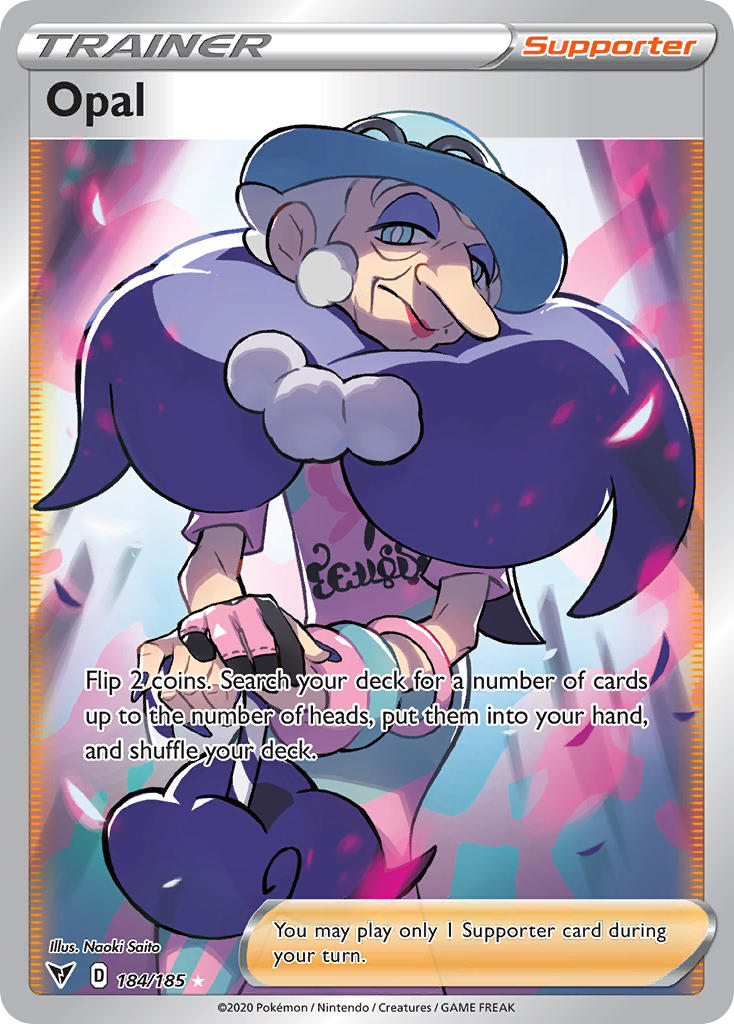 TRAINER
Supporter
Opal
Flip 2 coins. Search your deck for a number of cards
up to the number of heads, put them into your hand,
and shuffle your deck.
You may play only 1 Supporter card during
your turn.
Illus. Naoki Saito
D 184/185
©2020 Pokémon / Nintendo / Creatures / GAME FREAK